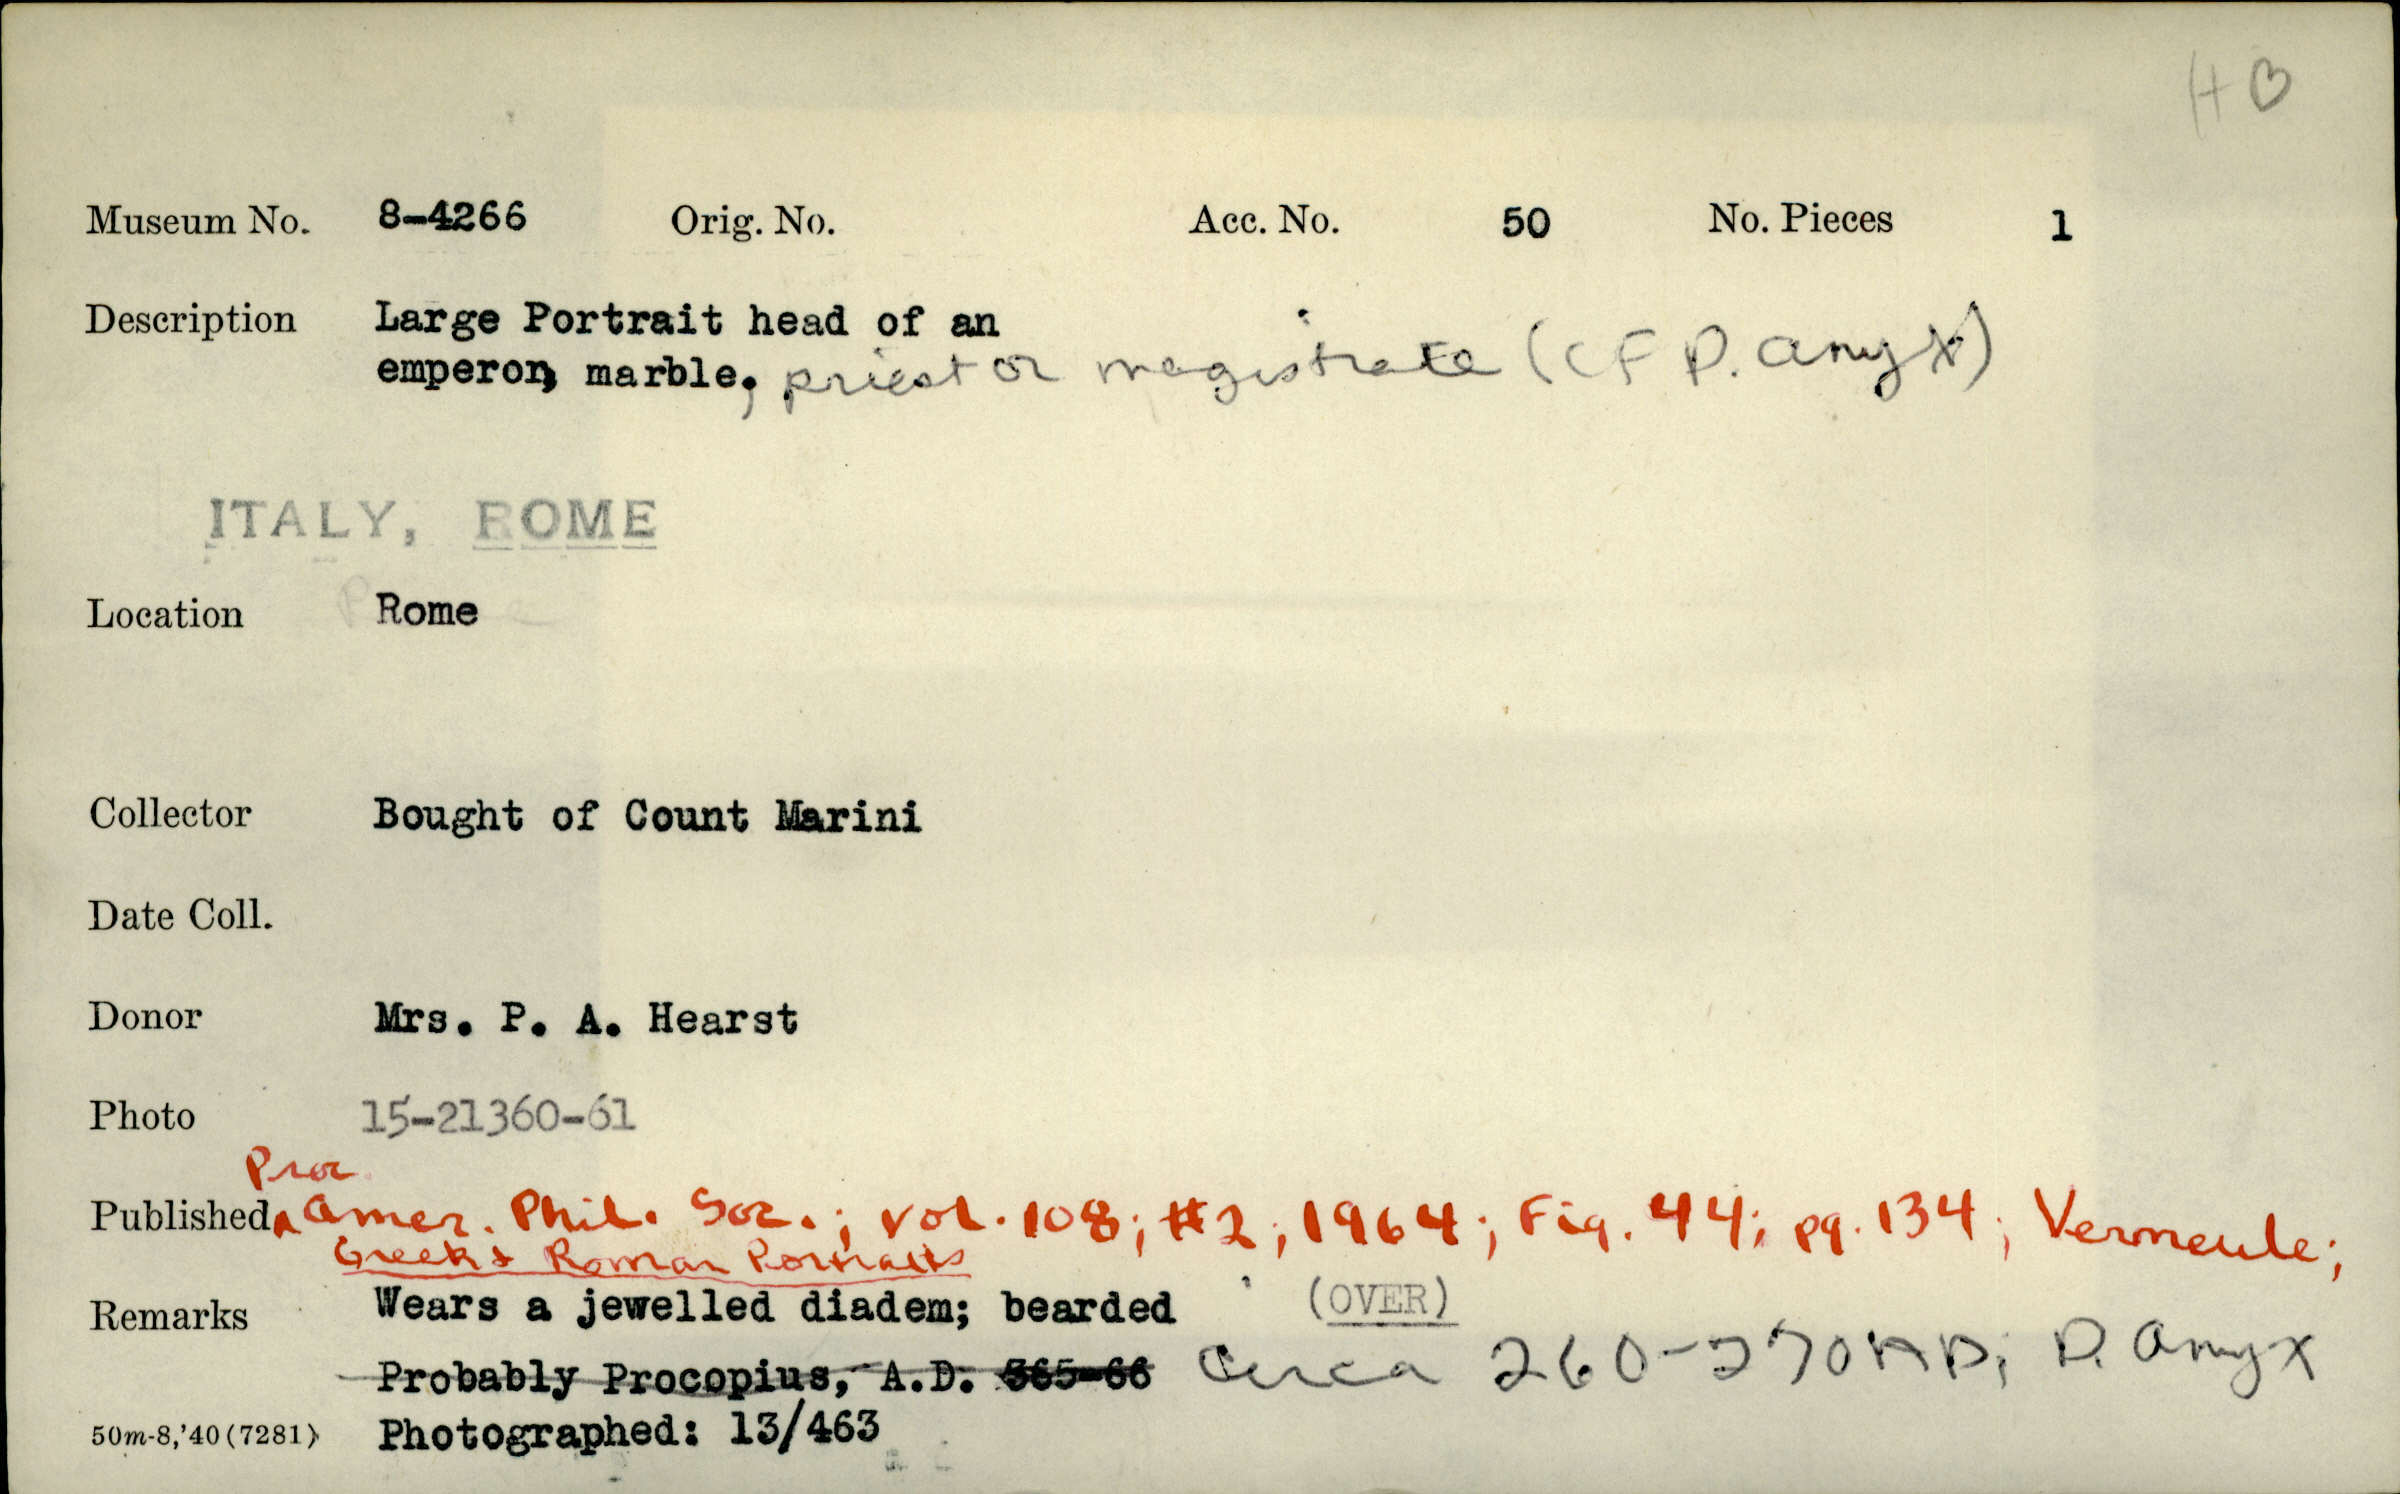 HB
Museum No. 8-4266 Orig. No. Acc. No. 50 No. Pieces 1
Description Large Portrait head of an
emperor, marble, priest or magistrate (CF D. Amyx)
ITALY, ROME
Location Rome
Collector Bought of Count Marini
Date Coll.
Donor Mrs. P. A. Hearst
Photo 15-21360-61
Proc.
Published ^ Amer. Phil. Soc.; vol. 108; #2; 1964; Fig. 44; pg. 134; Vermeule;
Greek & Roman Portraits
Remarks Wears a jewelled diadem; bearded (OVER)
Probably Procopius, A.D. 365-66 Circa 260-270 AD; D. Amyx
50m-8,'40(7281) Photographed: 13/463